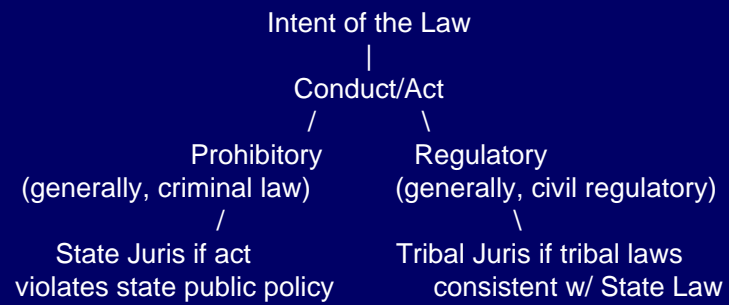 Intent of the Law
|
Conduct/Act
/ \
Prohibitory Regulatory
(generally, criminal law) (generally, civil regulatory)
/ \
State Juris if act Tribal Juris if tribal laws
violates state public policy consistent w/ State Law